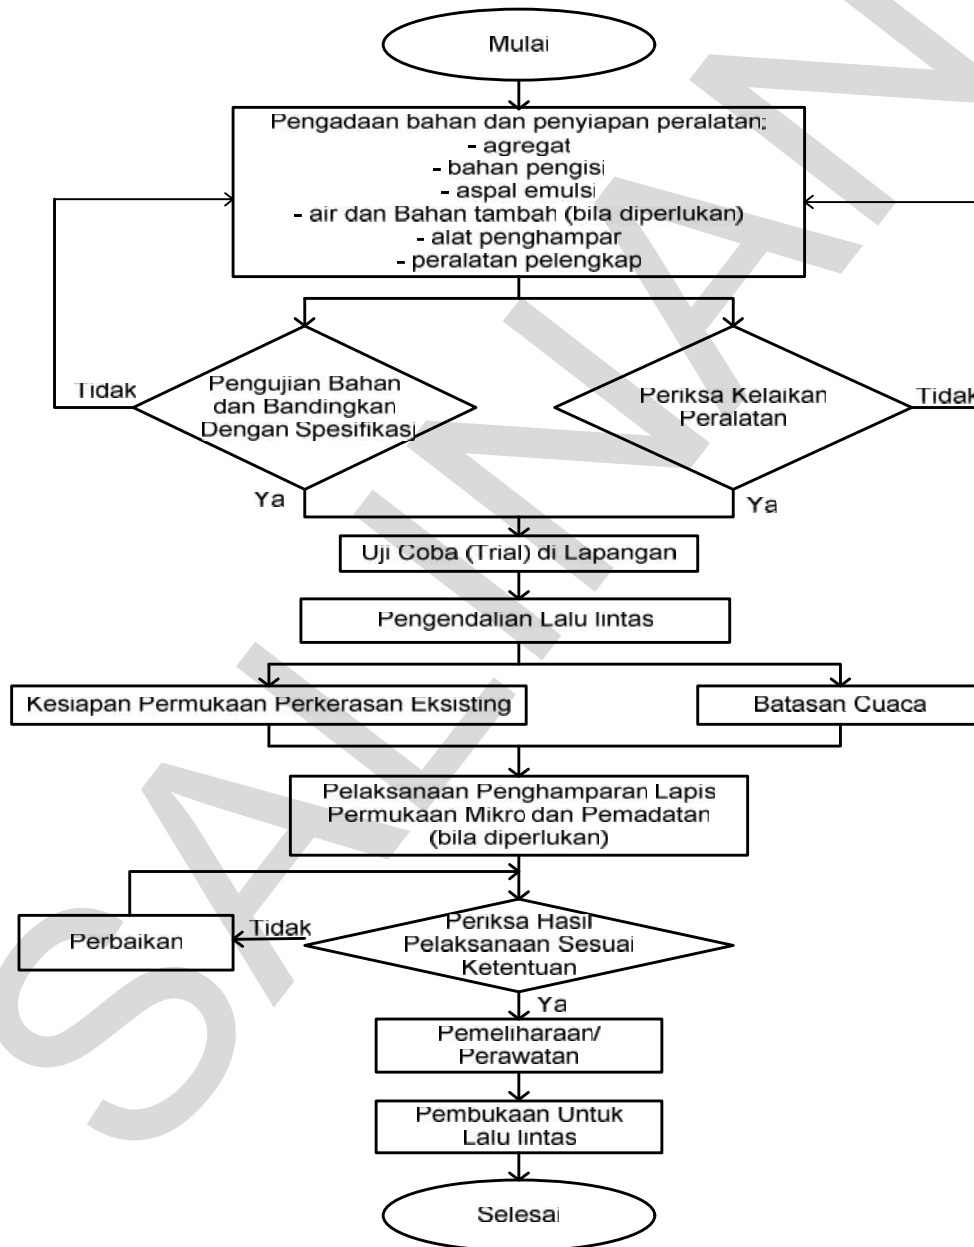 Mulai
Pengadaan bahan dan penyiapan peralatan:
- agregat
- bahan pengisi
- aspal emulsi
- air dan Bahan tambah (bila diperlukan)
- alat penghampar
- peralatan pelengkap
Tidak
Pengujian Bahan
dan Bandingkan
Dengan Spesifikasi
Periksa Kelaikan
Peralatan
Tidak
Ya
Ya
Uji Coba (Trial) di Lapangan
Pengendalian Lalu lintas
Kesiapan Permukaan Perkerasan Eksisting
Batasan Cuaca
Pelaksanaan Penghamparan Lapis
Permukaan Mikro dan Pemadatan
(bila diperlukan)
Perbaikan
Tidak
Periksa Hasil
Pelaksanaan Sesuai
Ketentuan
Ya
Pemeliharaan/
Perawatan
Pembukaan Untuk
Lalu lintas
Selesai
SALINAN